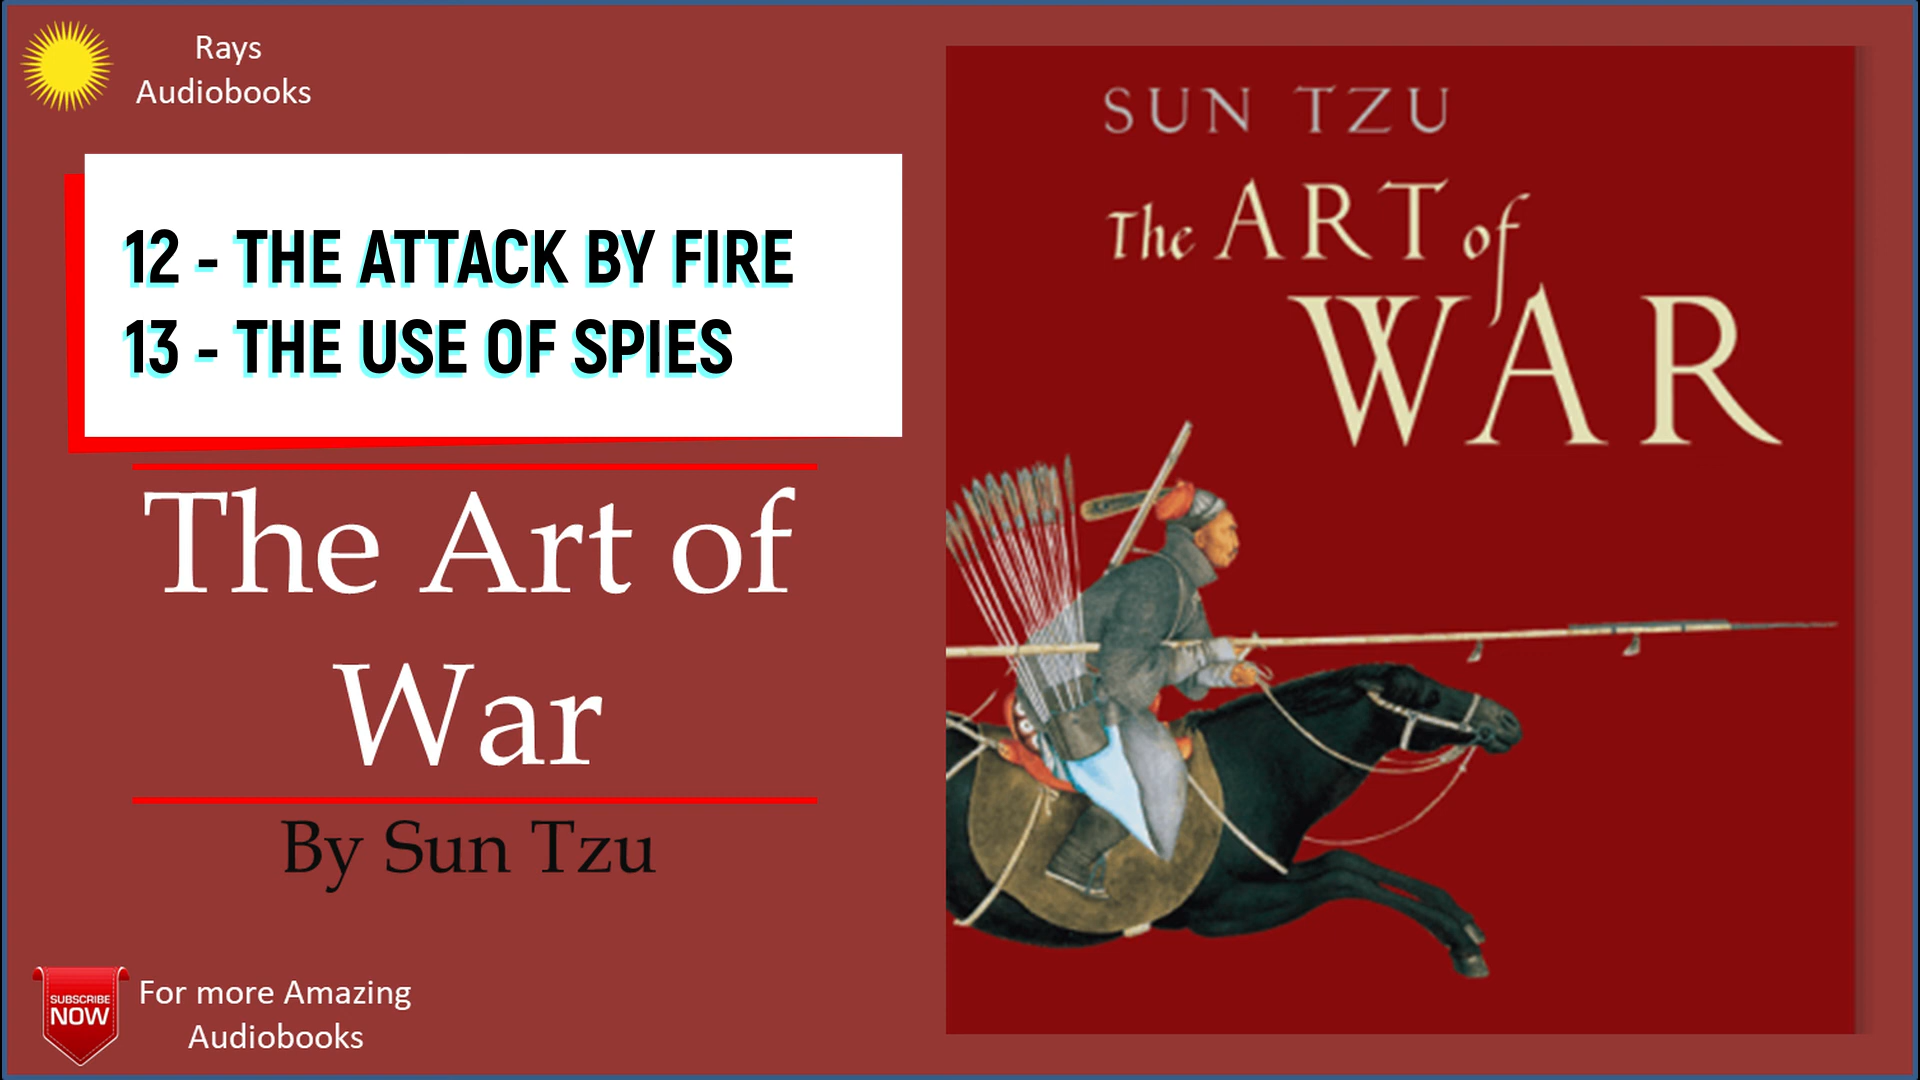 Rays
Audiobooks
12 - THE ATTACK BY FIRE
13 - THE USE OF SPIES
The Art of
War
By Sun Tzu
SUBSCRIBE
NOW
For more Amazing
Audiobooks
SUN TZU
The ART of
WAR